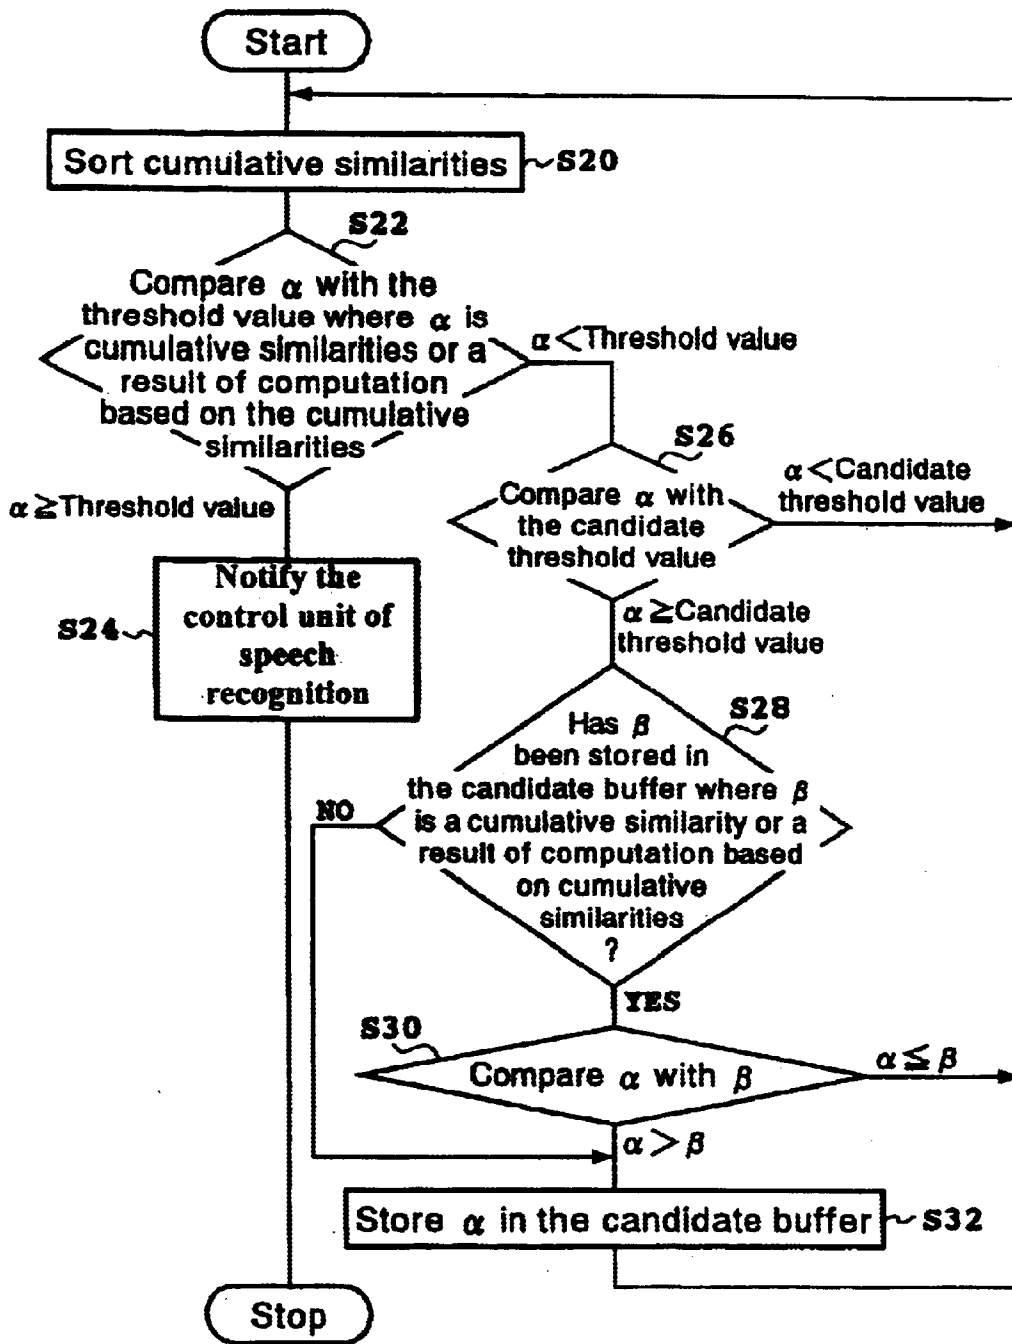 Start
Sort cumulative similarities
S20
S22
Compare α with the
threshold value where α is
cumulative similarities or a
result of computation
based on the cumulative
similarities
α<Threshold value
α≧Threshold value
S26
Compare α with
the candidate
threshold value
α<Candidate
threshold value
Notify the
control unit of
speech
recognition
S24
α≧Candidate
threshold value
S28
Has β
been stored in
the candidate buffer where β
is a cumulative similarity or a
result of computation based
on cumulative
similarities
?
NO
YES
S30
Compare α with β
α≦β
α>β
Store α in the candidate buffer
S32
Stop